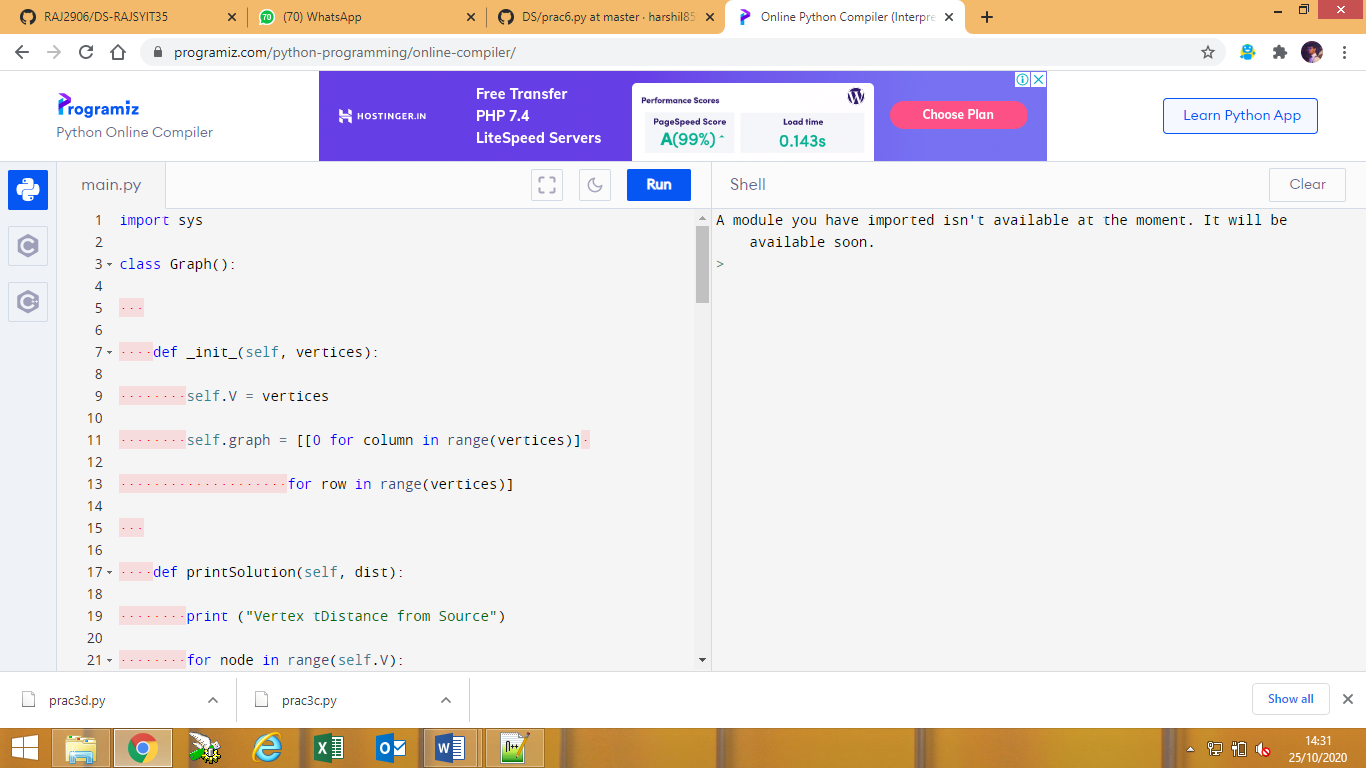 RAJ2906/DS-RAJSYIT35
(70) WhatsApp
DS/prac6.py at master · harshil85
Online Python Compiler (Interpre
programiz.com/python-programming/online-compiler/
Programiz
Python Online Compiler
HOSTINGER.IN
Free Transfer
PHP 7.4
LiteSpeed Servers
Performance Scores
PageSpeed Score
A(99%)
Load time
0.143s
Choose Plan
Learn Python App
main.py
Run
Shell
Clear
1 import sys
2
3 class Graph():
4
5 ···
6
7 ····def _init_(self, vertices):
8
9 ········self.V = vertices
10
11 ········self.graph = [[0 for column in range(vertices)]·
12
13 ····················for row in range(vertices)]
14
15 ···
16
17 ····def printSolution(self, dist):
18
19 ········print ("Vertex tDistance from Source")
20
21 ········for node in range(self.V):
A module you have imported isn't available at the moment. It will be
available soon.
>
prac3d.py
prac3c.py
Show all
14:31
25/10/2020